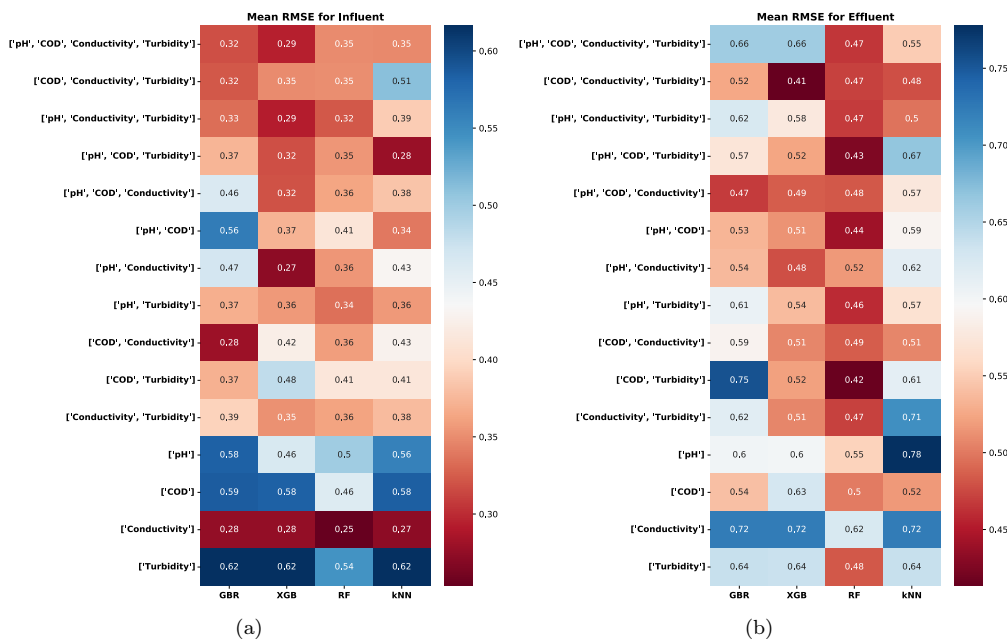 Mean RMSE for Influent
['pH', 'COD', 'Conductivity', 'Turbidity'] 0,32 0,29 0,35 0,35
['COD', 'Conductivity', 'Turbidity'] 0,32 0,35 0,35 0,51
['pH', 'Conductivity', 'Turbidity'] 0,33 0,29 0,32 0,39
['pH', 'COD', 'Turbidity'] 0,37 0,32 0,35 0,28
['pH', 'COD', 'Conductivity'] 0,46 0,32 0,36 0,38
['pH', 'COD'] 0,56 0,37 0,41 0,34
['pH', 'Conductivity'] 0,47 0,27 0,36 0,43
['pH', 'Turbidity'] 0,37 0,36 0,34 0,36
['COD', 'Conductivity'] 0,28 0,42 0,36 0,43
['COD', 'Turbidity'] 0,37 0,48 0,41 0,41
['Conductivity', 'Turbidity'] 0,39 0,35 0,36 0,38
['pH'] 0,58 0,46 0,5 0,56
['COD'] 0,59 0,58 0,46 0,58
['Conductivity'] 0,28 0,28 0,25 0,27
['Turbidity'] 0,62 0,62 0,54 0,62
GBR XGB RF kNN
0,60
0,55
0,50
0,45
0,40
0,35
0,30
(a)
Mean RMSE for Effluent
['pH', 'COD', 'Conductivity', 'Turbidity'] 0.66 0.66 0.47 0.55
['COD', 'Conductivity', 'Turbidity'] 0.52 0.41 0.47 0.48
['pH', 'Conductivity', 'Turbidity'] 0.62 0.58 0.47 0.5
['pH', 'COD', 'Turbidity'] 0.57 0.52 0.43 0.67
['pH', 'COD', 'Conductivity'] 0.47 0.49 0.48 0.57
['pH', 'COD'] 0.53 0.51 0.44 0.59
['pH', 'Conductivity'] 0.54 0.48 0.52 0.62
['pH', 'Turbidity'] 0.61 0.54 0.46 0.57
['COD', 'Conductivity'] 0.59 0.51 0.49 0.51
['COD', 'Turbidity'] 0.75 0.52 0.42 0.61
['Conductivity', 'Turbidity'] 0.62 0.51 0.47 0.71
['pH'] 0.6 0.6 0.55 0.78
['COD'] 0.54 0.63 0.5 0.52
['Conductivity'] 0.72 0.72 0.62 0.72
['Turbidity'] 0.64 0.64 0.48 0.64
GBR XGB RF kNN
0.75
0.70
0.65
0.60
0.55
0.50
0.45
(b)